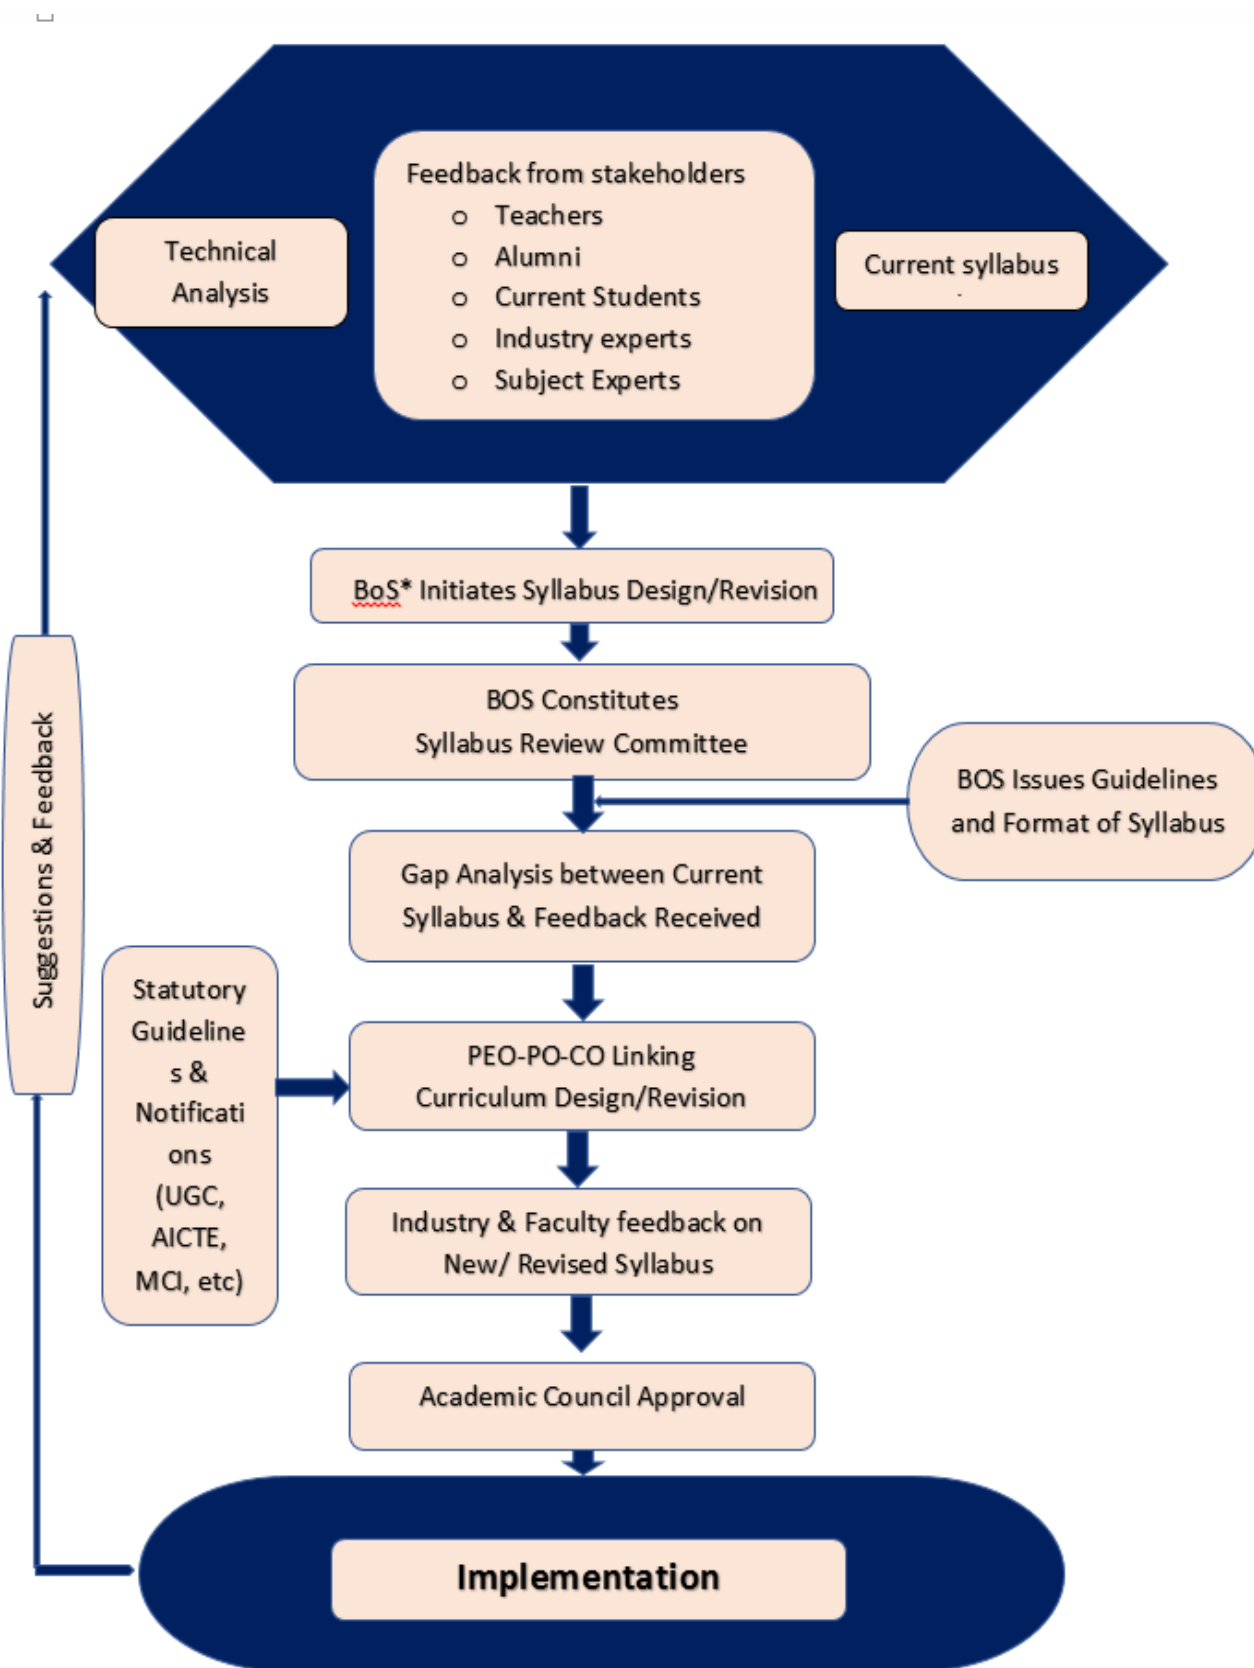 Feedback from stakeholders
o Teachers
o Alumni
o Current Students
o Industry experts
o Subject Experts
Technical
Analysis
Current syllabus
.
BoS* Initiates Syllabus Design/Revision
BOS Constitutes
Syllabus Review Committee
BOS Issues Guidelines
and Format of Syllabus
Gap Analysis between Current
Syllabus & Feedback Received
Suggestions & Feedback
Statutory
Guideline
s &
Notificati
ons
(UGC,
AICTE,
MCI, etc)
PEO-PO-CO Linking
Curriculum Design/Revision
Industry & Faculty feedback on
New/ Revised Syllabus
Academic Council Approval
Implementation